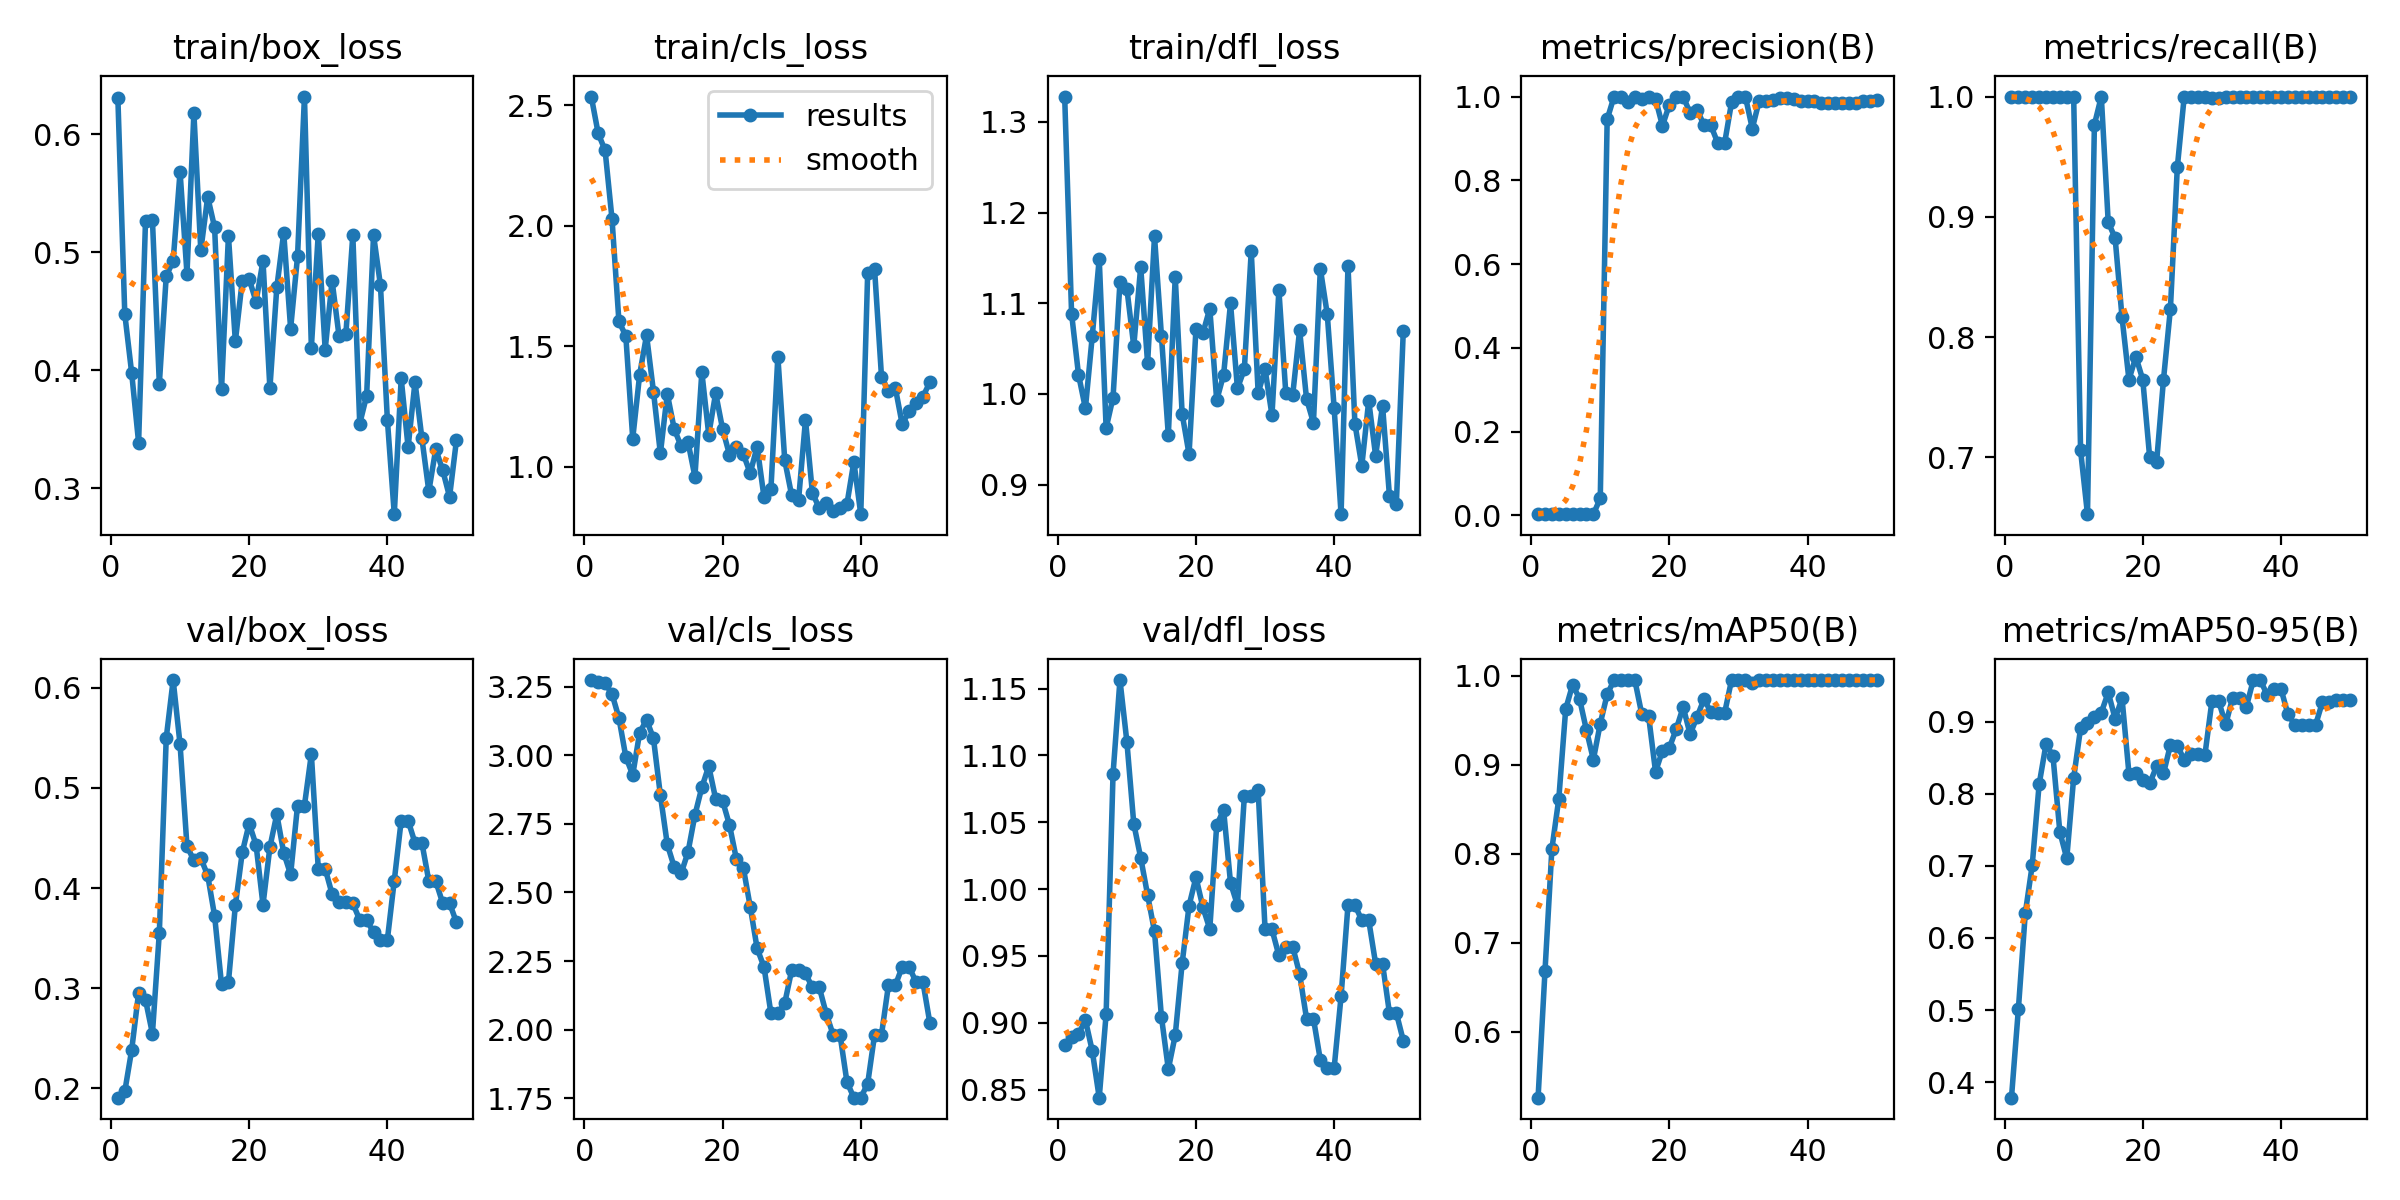 train/box_loss
0.6
0.5
0.4
0.3
0 20 40
train/cls_loss
results
smooth
2.5
2.0
1.5
1.0
0 20 40
train/dfl_loss
1.3
1.2
1.1
1.0
0.9
0 20 40
metrics/precision(B)
1.0
0.8
0.6
0.4
0.2
0.0
0 20 40
metrics/recall(B)
1.0
0.9
0.8
0.7
0 20 40
val/box_loss
0.6
0.5
0.4
0.3
0.2
0 20 40
val/cls_loss
3.25
3.00
2.75
2.50
2.25
2.00
1.75
0 20 40
val/dfl_loss
1.15
1.10
1.05
1.00
0.95
0.90
0.85
0 20 40
metrics/mAP50(B)
1.0
0.9
0.8
0.7
0.6
0 20 40
metrics/mAP50-95(B)
0.9
0.8
0.7
0.6
0.5
0.4
0 20 40